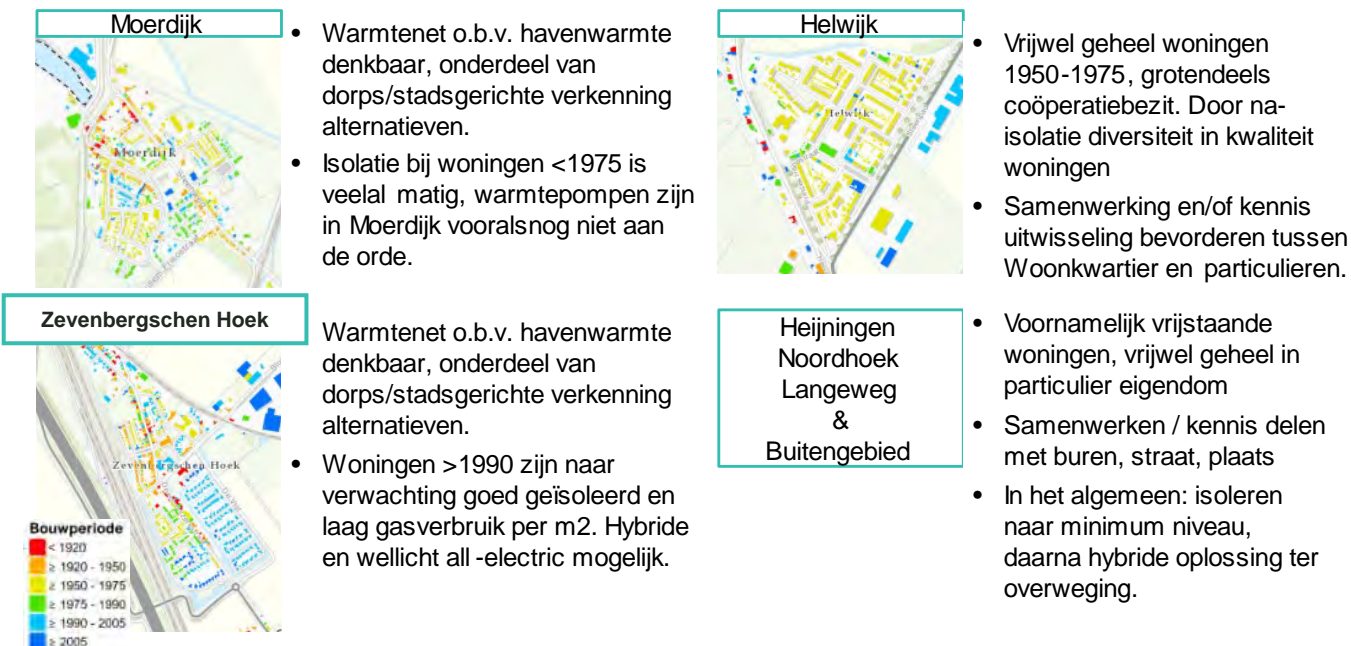 Moerdijk
Moerdijk
• Warmtenet o.b.v. havenwarmte
denkbaar, onderdeel van
dorps/stadsgerichte verkenning
alternatieven.
• Isolatie bij woningen <1975 is
veelal matig, warmtepompen zijn
in Moerdijk vooralsnog niet aan
de orde.
Zevenbergschen Hoek
Zevenbergschen Hoek
Bouwperiode
< 1920
≥ 1920 - 1950
≥ 1950 - 1975
≥ 1975 - 1990
≥ 1990 - 2005
≥ 2005
Warmtenet o.b.v. havenwarmte
denkbaar, onderdeel van
dorps/stadsgerichte verkenning
alternatieven.
• Woningen >1990 zijn naar
verwachting goed geïsoleerd en
laag gasverbruik per m2. Hybride
en wellicht all -electric mogelijk.
Helwijk
Helwijk
• Vrijwel geheel woningen
1950-1975, grotendeels
coöperatiebezit. Door na-
isolatie diversiteit in kwaliteit
woningen
• Samenwerking en/of kennis
uitwisseling bevorderen tussen
Woonkwartier en particulieren.
Heijningen
Noordhoek
Langeweg
&
Buitengebied
• Voornamelijk vrijstaande
woningen, vrijwel geheel in
particulier eigendom
• Samenwerken / kennis delen
met buren, straat, plaats
• In het algemeen: isoleren
naar minimum niveau,
daarna hybride oplossing ter
overweging.